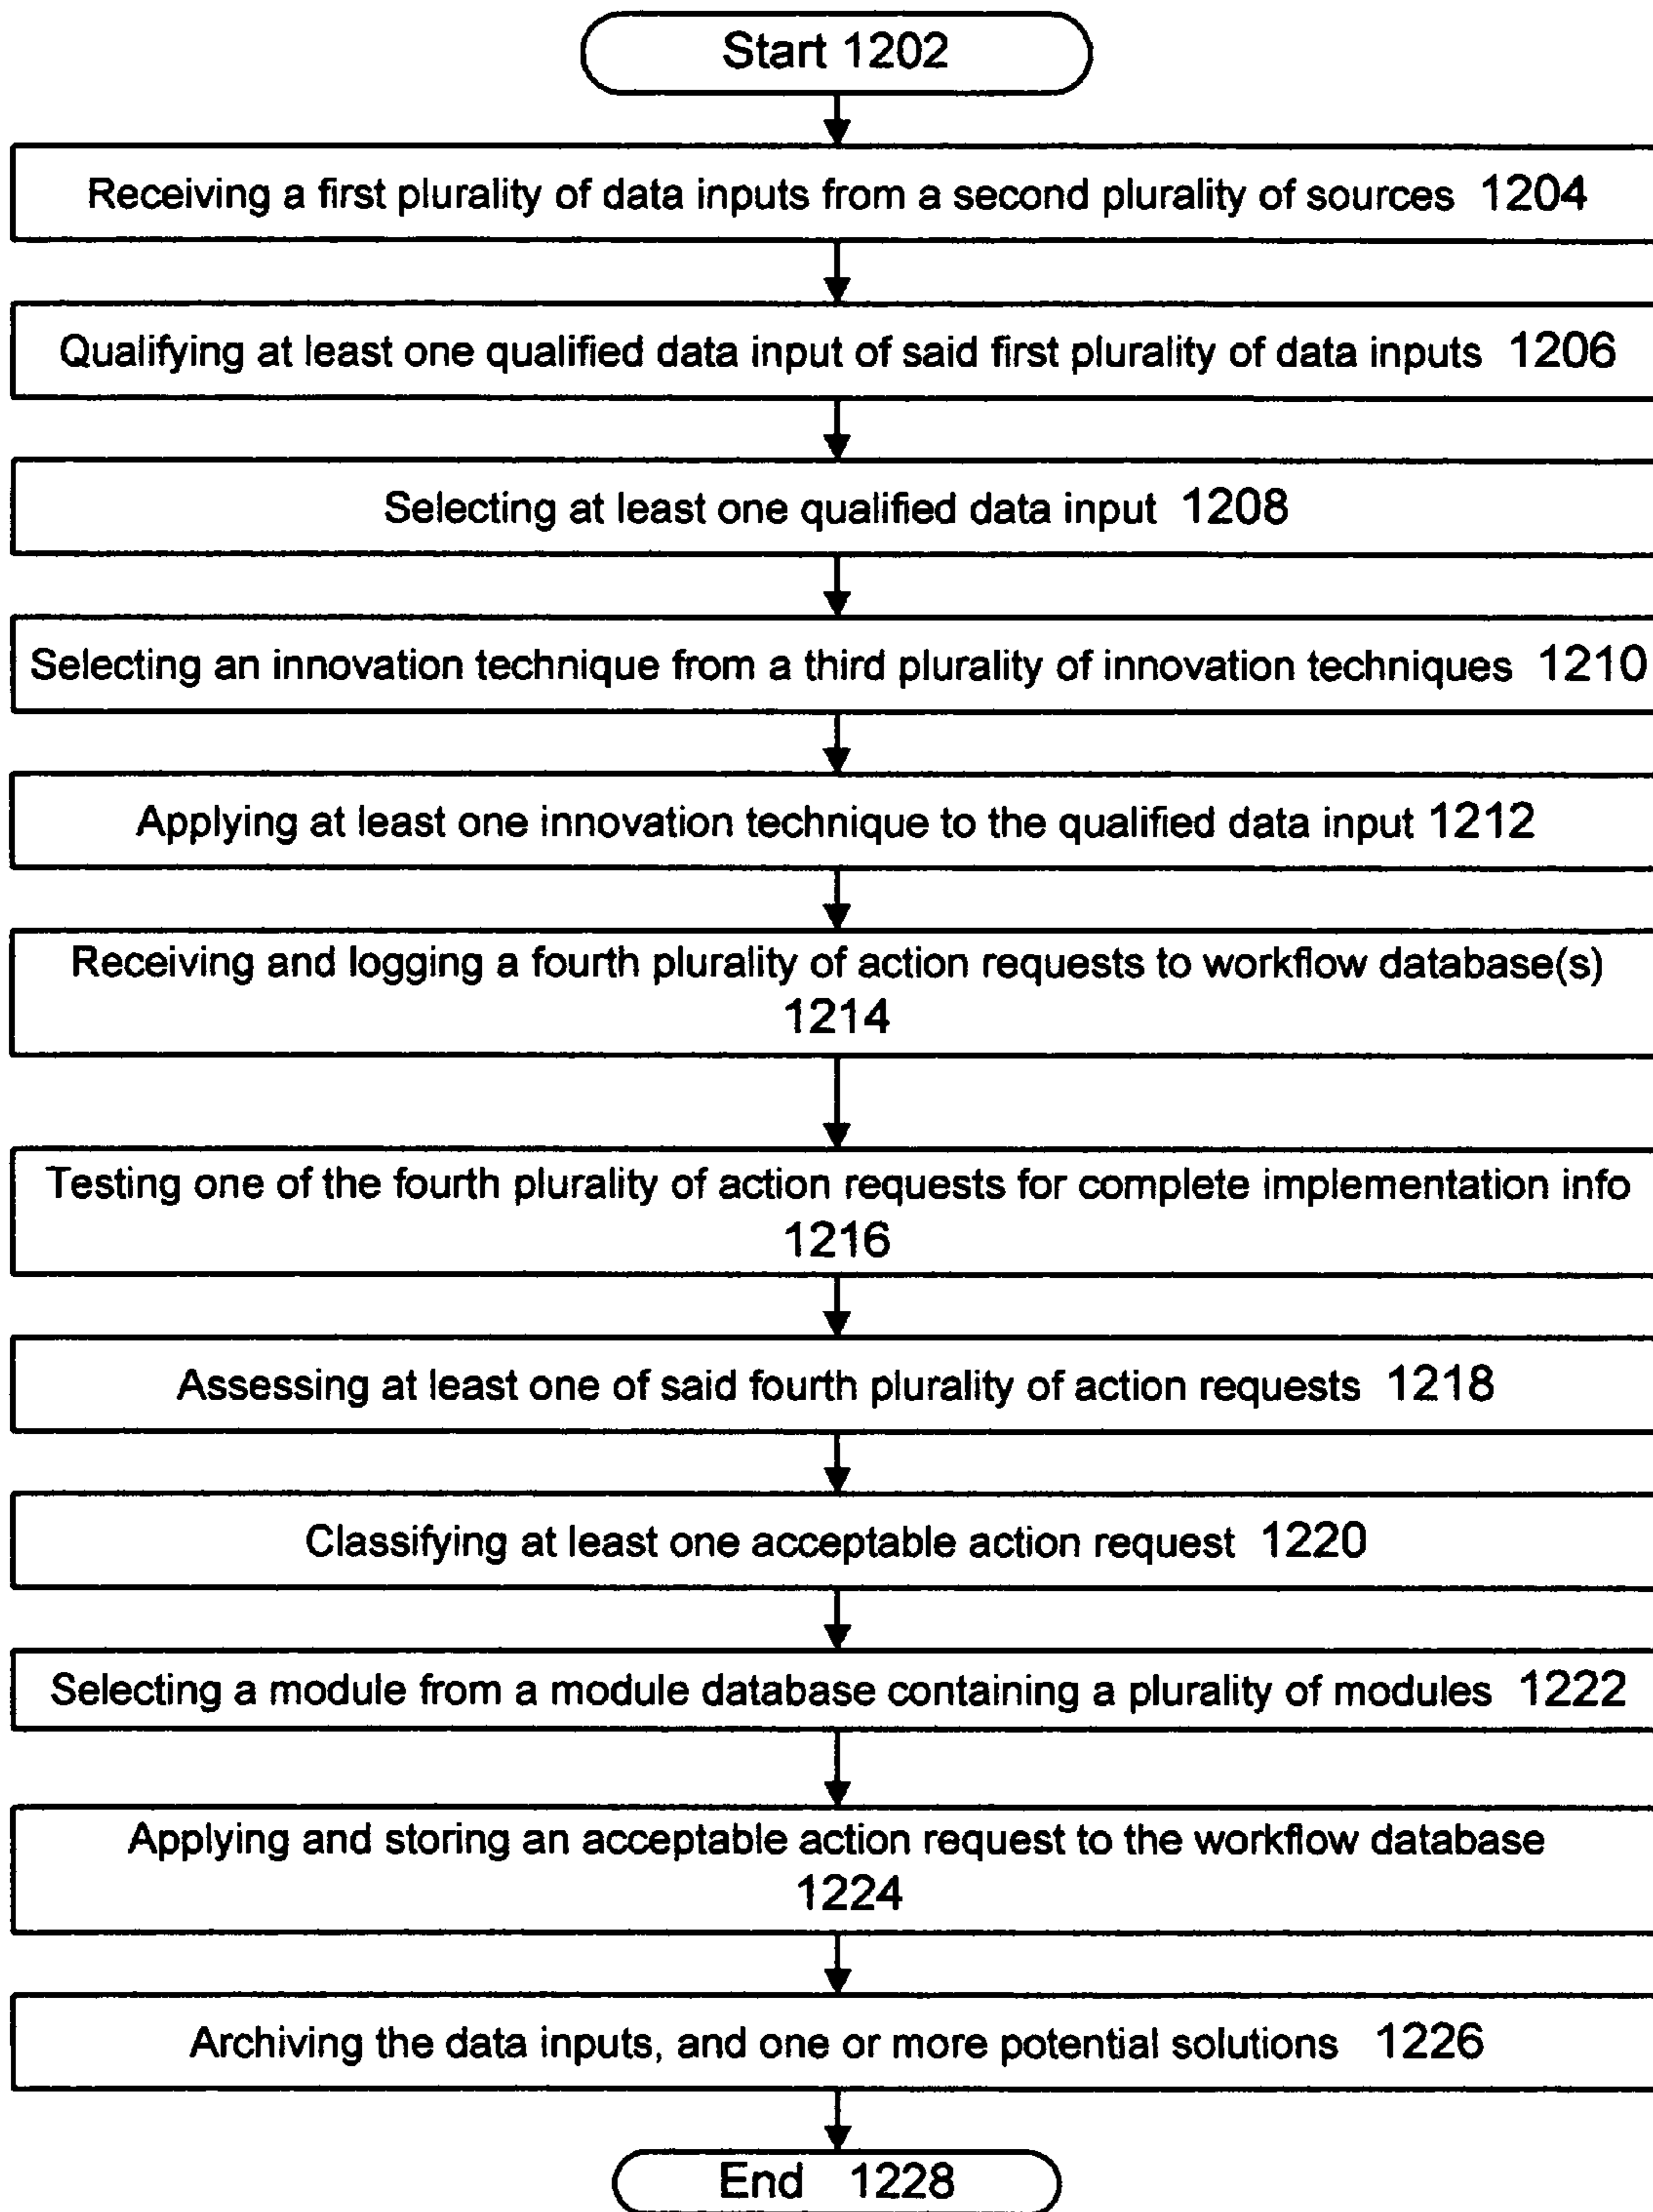 Start 1202
Receiving a first plurality of data inputs from a second plurality of sources 1204
Qualifying at least one qualified data input of said first plurality of data inputs 1206
Selecting at least one qualified data input 1208
Selecting an innovation technique from a third plurality of innovation techniques 1210
Applying at least one innovation technique to the qualified data input 1212
Receiving and logging a fourth plurality of action requests to workflow database(s)
1214
Testing one of the fourth plurality of action requests for complete implementation info
1216
Assessing at least one of said fourth plurality of action requests 1218
Classifying at least one acceptable action request 1220
Selecting a module from a module database containing a plurality of modules 1222
Applying and storing an acceptable action request to the workflow database
1224
Archiving the data inputs, and one or more potential solutions 1226
End 1228